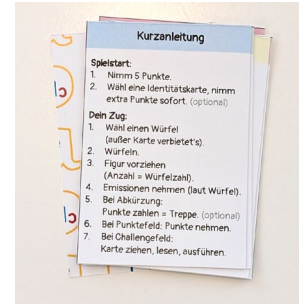 Kurzanleitung
Spielstart:
1. Nimm 5 Punkte.
2. Wähl eine Identitätskarte, nimm
extra Punkte sofort. (optional)
Dein Zug:
1. Wähl einen Würfel
(außer Karte verbietet's).
2. Würfeln.
3. Figur vorziehen
(Anzahl = Würfelzahl).
4. Emissionen nehmen (laut Würfel).
5. Bei Abkürzung:
Punkte zahlen = Treppe. (optional)
6. Bei Punktefeld: Punkte nehmen.
7. Bei Challengefeld:
Karte ziehen, lesen, ausführen.